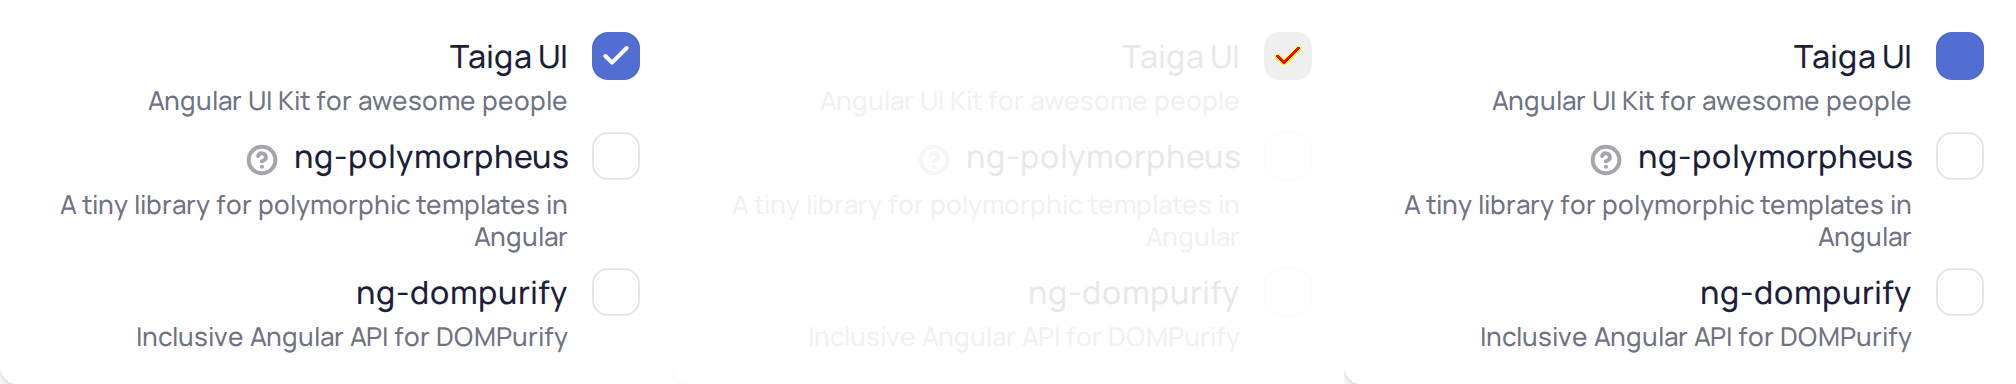 Taiga UI
Angular UI Kit for awesome people
ng-polymorpheus
A tiny library for polymorphic templates in
Angular
ng-dompurify
Inclusive Angular API for DOMPurify
Taiga UI
Angular UI Kit for awesome people
ng-polymorpheus
A tiny library for polymorphic templates in
Angular
ng-dompurify
Inclusive Angular API for DOMPurify
Taiga UI
Angular UI Kit for awesome people
ng-polymorpheus
A tiny library for polymorphic templates in
Angular
ng-dompurify
Inclusive Angular API for DOMPurify